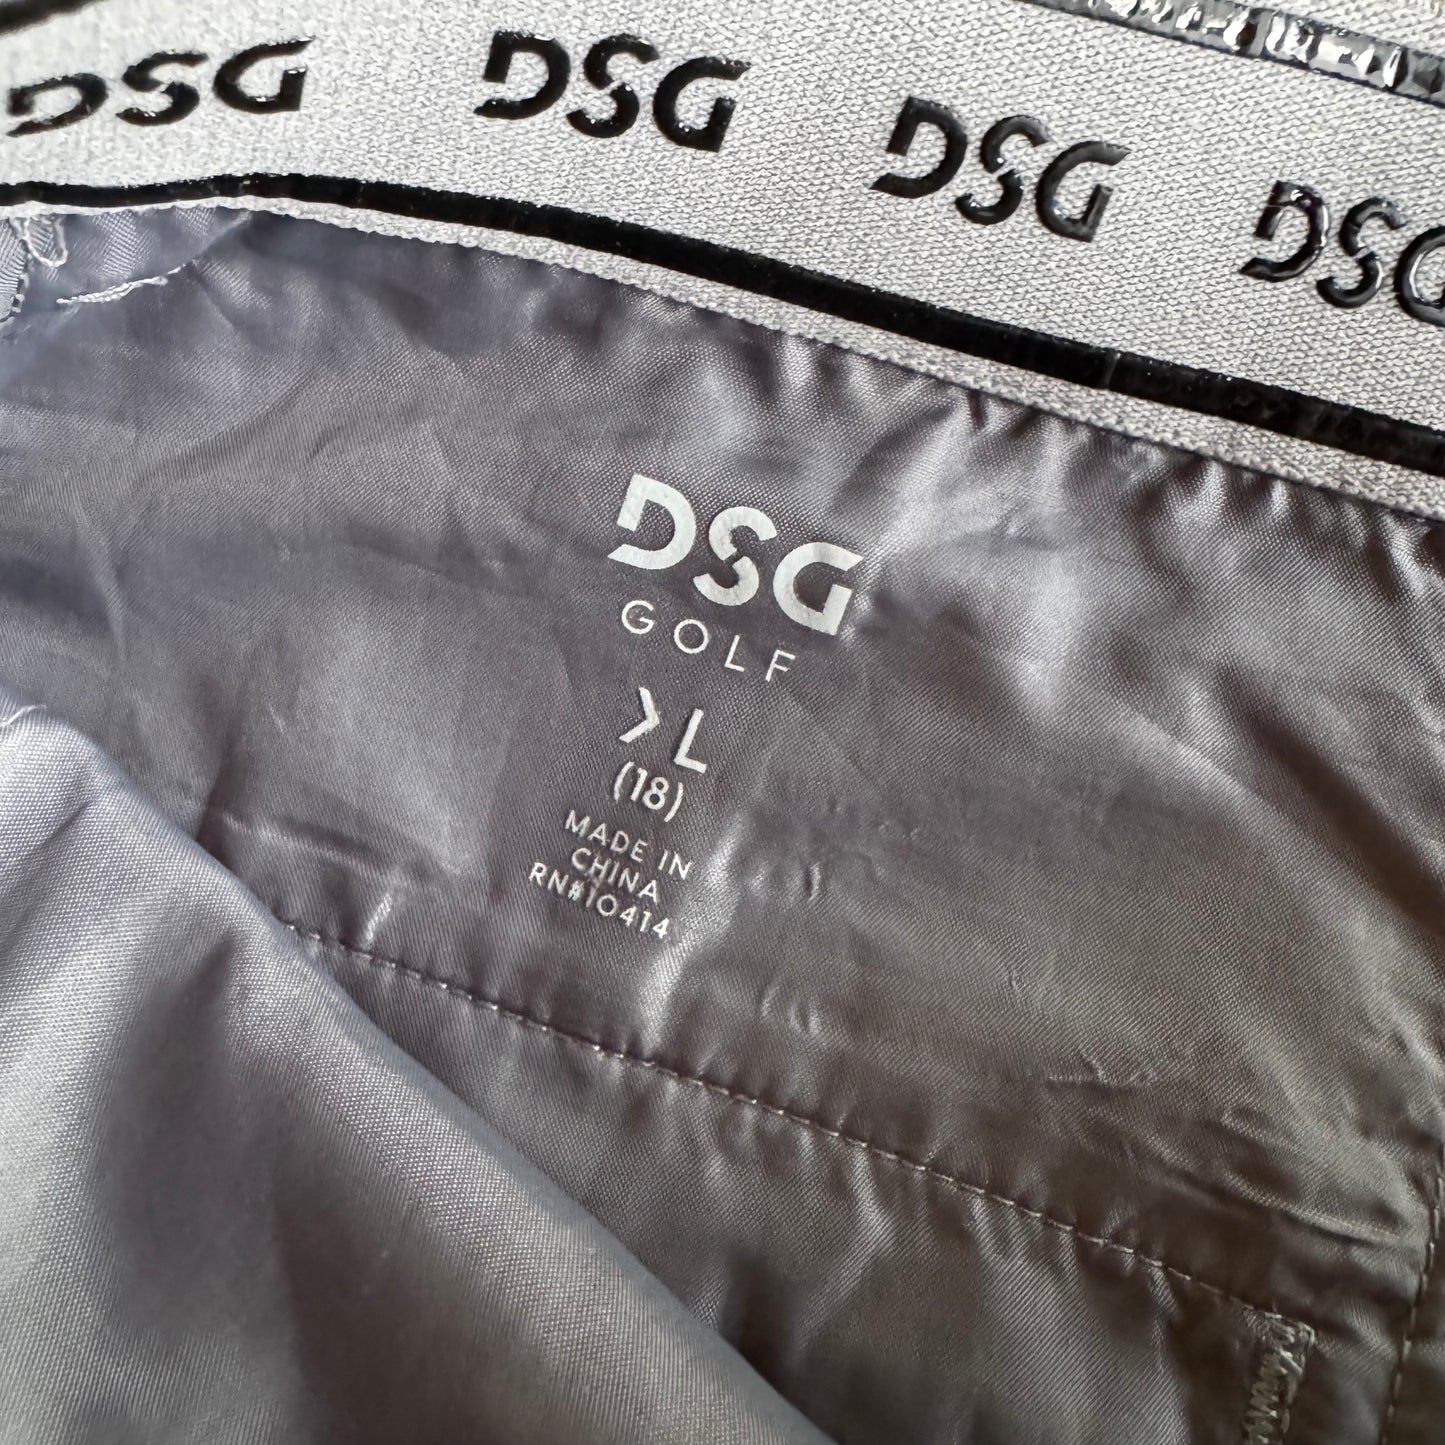 DSG DSG DSG DSG
DSG
GOLF
XL
(18)
MADE IN
CHINA
RN#10414